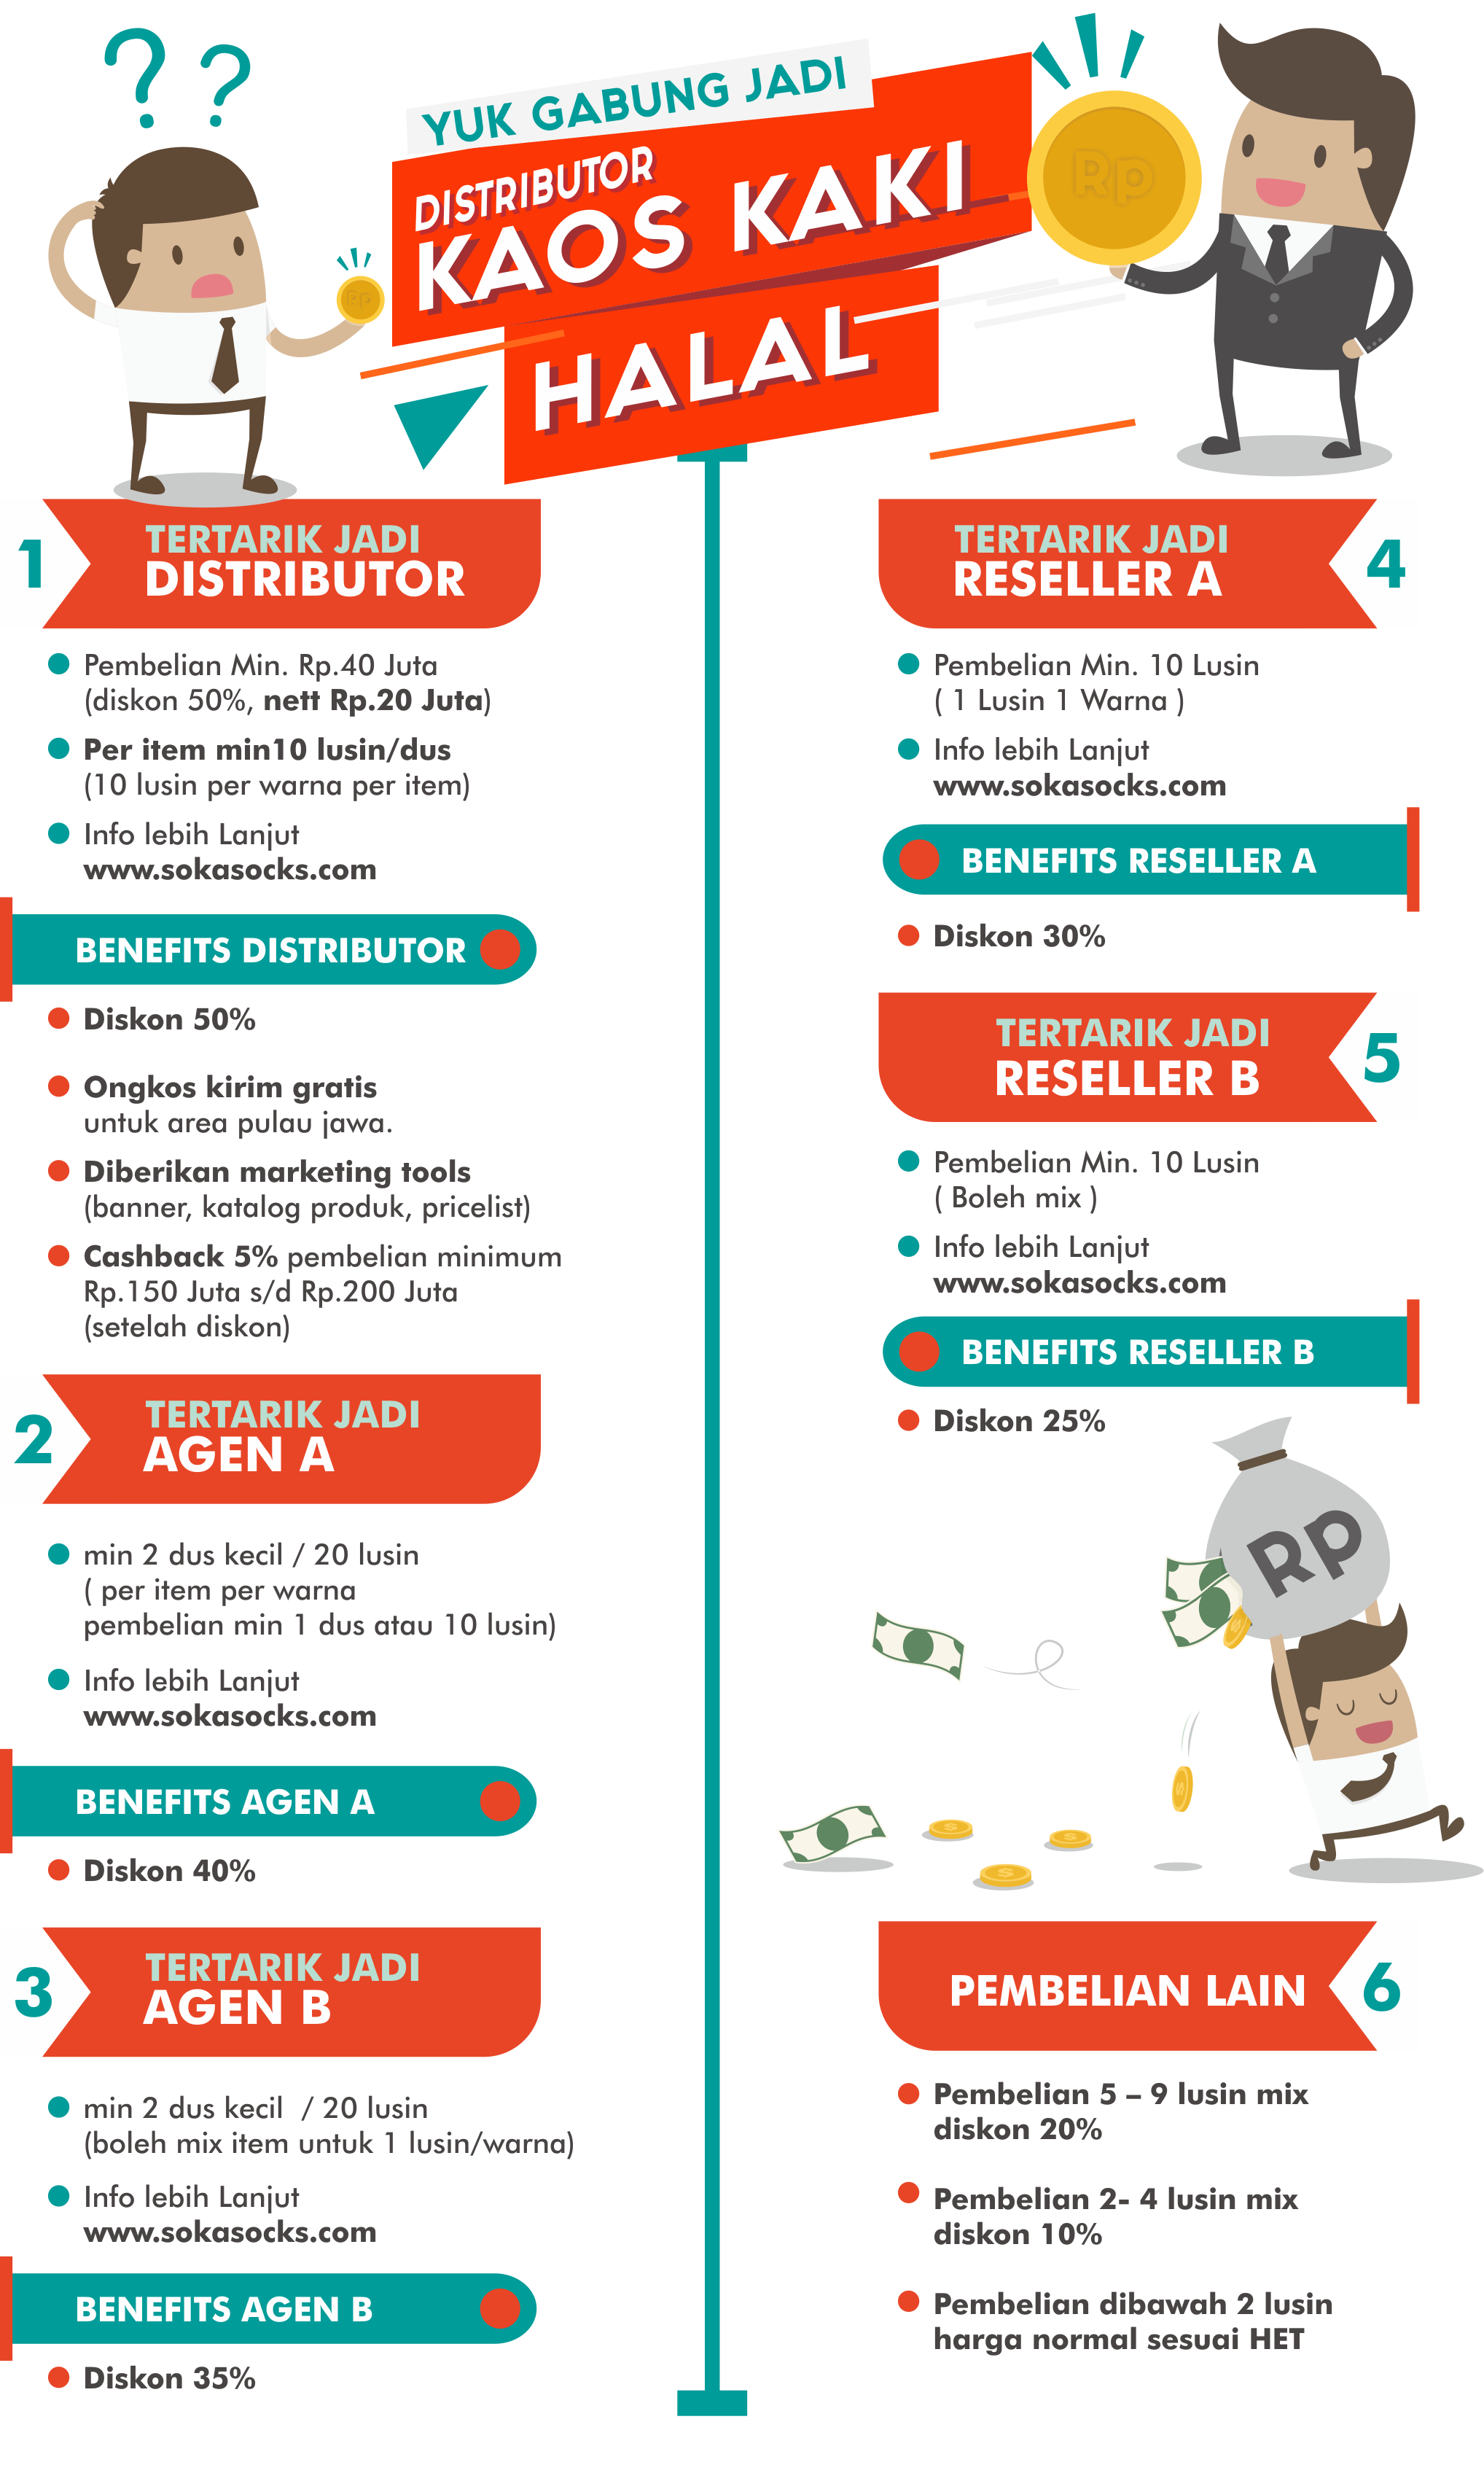 ? ?
YUK GABUNG JADI
DISTRIBUTOR
KAOS KAKI
HALAL
Rp
Rp
1
TERTARIK JADI
DISTRIBUTOR
Pembelian Min. Rp.40 Juta
(diskon 50%, nett Rp.20 Juta)
Per item min10 lusin/dus
(10 lusin per warna per item)
Info lebih Lanjut
www.sokasocks.com
BENEFITS DISTRIBUTOR
Diskon 50%
Ongkos kirim gratis
untuk area pulau jawa.
Diberikan marketing tools
(banner, katalog produk, pricelist)
Cashback 5% pembelian minimum
Rp.150 Juta s/d Rp.200 Juta
(setelah diskon)
2
TERTARIK JADI
AGEN A
min 2 dus kecil / 20 lusin
( per item per warna
pembelian min 1 dus atau 10 lusin)
Info lebih Lanjut
www.sokasocks.com
BENEFITS AGEN A
Diskon 40%
3
TERTARIK JADI
AGEN B
min 2 dus kecil  / 20 lusin
(boleh mix item untuk 1 lusin/warna)
Info lebih Lanjut
www.sokasocks.com
BENEFITS AGEN B
Diskon 35%
TERTARIK JADI
RESELLER A
4
Pembelian Min. 10 Lusin
( 1 Lusin 1 Warna )
Info lebih Lanjut
www.sokasocks.com
BENEFITS RESELLER A
Diskon 30%
TERTARIK JADI
RESELLER B
5
Pembelian Min. 10 Lusin
( Boleh mix )
Info lebih Lanjut
www.sokasocks.com
BENEFITS RESELLER B
Diskon 25%
Rp
$
$
$
$
$
PEMBELIAN LAIN
6
Pembelian 5 – 9 lusin mix
diskon 20%
Pembelian 2- 4 lusin mix
diskon 10%
Pembelian dibawah 2 lusin
harga normal sesuai HET